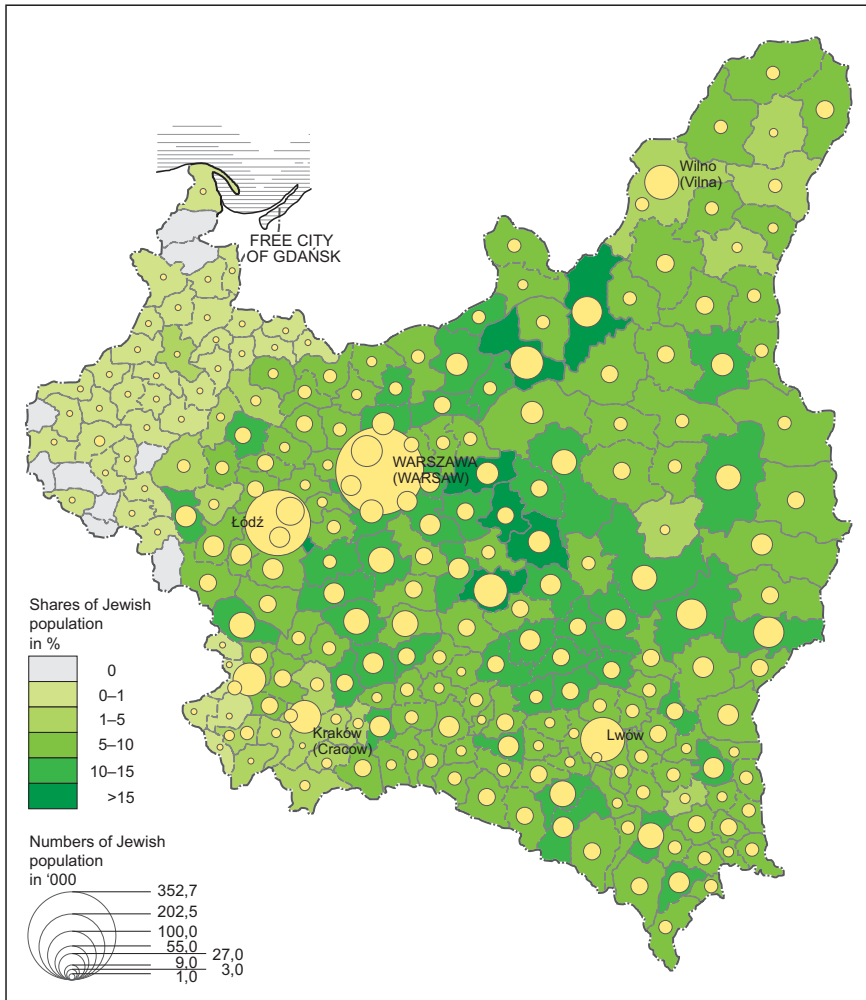 Wilno
(Vilna)
FREE CITY
OF GDAŃSK
WARSZAWA
(WARSAW)
Łódź
Shares of Jewish
population
in %
0
0–1
1–5
5–10
10–15
>15
Kraków
(Cracow)
Lwów
Numbers of Jewish
population
in ‘000
352,7
202,5
100,0
55,0
27,0
9,0
3,0
1,0